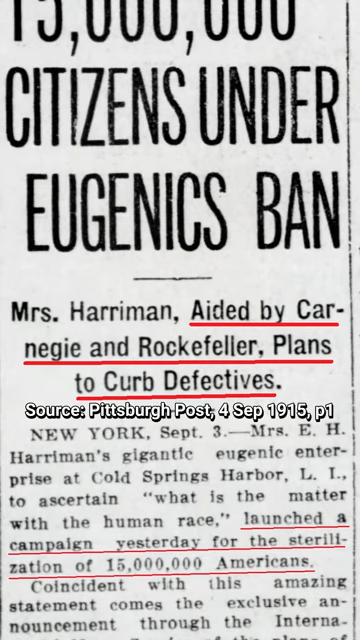 15,000,000
CITIZENS UNDER
EUGENICS BAN
Mrs. Harriman, Aided by Car-
negie and Rockefeller, Plans
to Curb Defectives.
Source: Pittsburgh Post, 4 Sep 1915, p1
NEW YORK, Sept. 3.—Mrs. E. H.
Harriman's gigantic eugenic enter-
prise at Cold Springs Harbor, L. I.,
to ascertain "what is the matter
with the human race," launched a
campaign yesterday for the sterili-
zation of 15,000,000 Americans.
Coincident with this amazing
statement comes the exclusive an-
nouncement through the Interna-